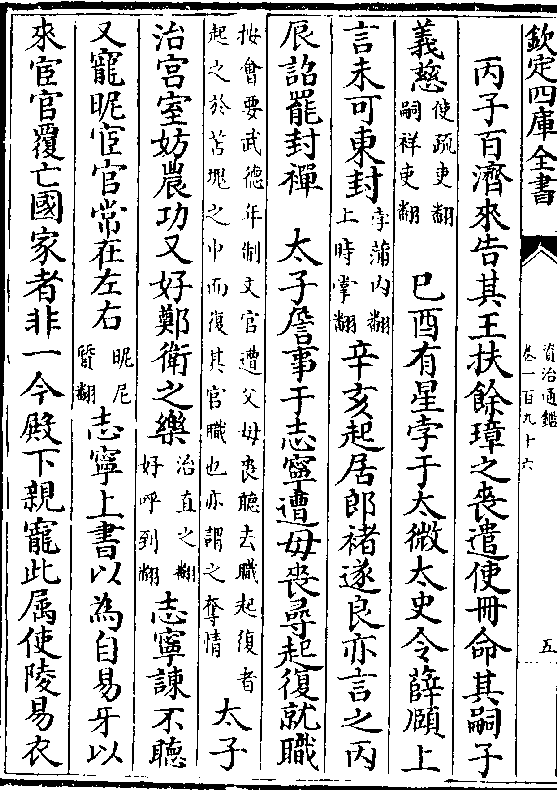 欽定四庫全書
資治通鑑
卷一百九十六
五
丙子百濟來告其王扶餘璋之喪遣使冊命其嗣子
義慈使疏吏翻嗣祥吏翻 己酉有星孛于太微太史令薛頤上
言未可東封孛蒲内翻上時掌翻辛亥起居郎褚遂良亦言之丙
辰詔罷封禪 太子詹事于志寧遭母喪尋起復就職
按會要武德年制文官遭父母喪聽去職起復者起之於苫塊之中而復其官職也亦謂之奪情太子
治宮室妨農功又好鄭衛之樂治直之翻好呼到翻志寧諫不聽
又寵昵宦官常在左右昵尼質翻志寧上書以為自易牙以
來宦官覆亡國家者非一今殿下親寵此屬使陵易衣